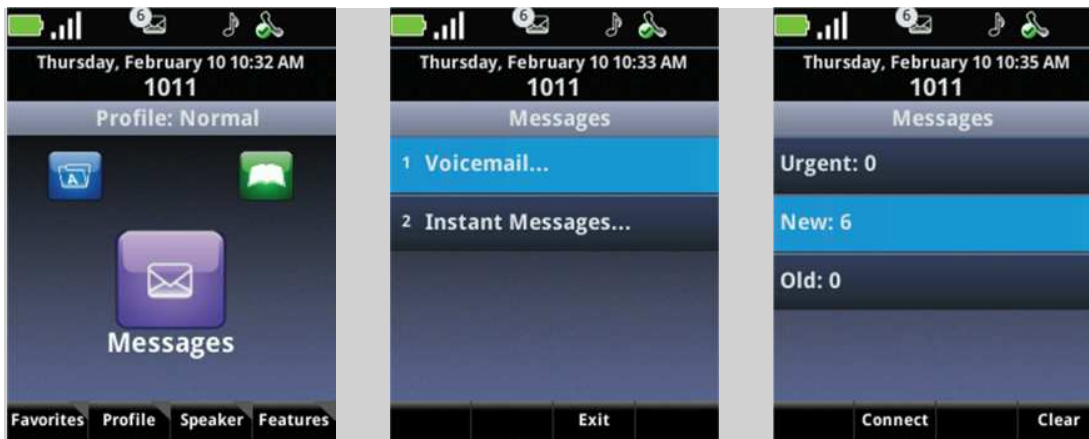 6
Thursday, February 10 10:32 AM
1011
Profile: Normal
A
Messages
Favorites Profile Speaker Features
6
Thursday, February 10 10:33 AM
1011
Messages
1 Voicemail...
2 Instant Messages...
Exit
6
Thursday, February 10 10:35 AM
1011
Messages
Urgent: 0
New: 6
Old: 0
Connect Clear